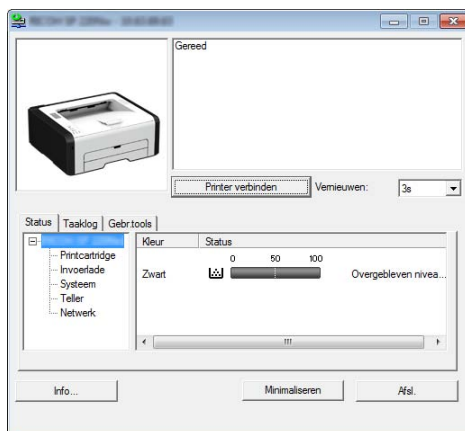 Gereed
Printer verbinden
Vernieuwen:
3s
Status
Taaklog
Gebr.tools
Printcartridge
Invoerlade
Systeem
Teller
Netwerk
Kleur
Status
0 50 100
Zwart
Overgebleven nivea...
Info...
Minimaliseren
Afsl.